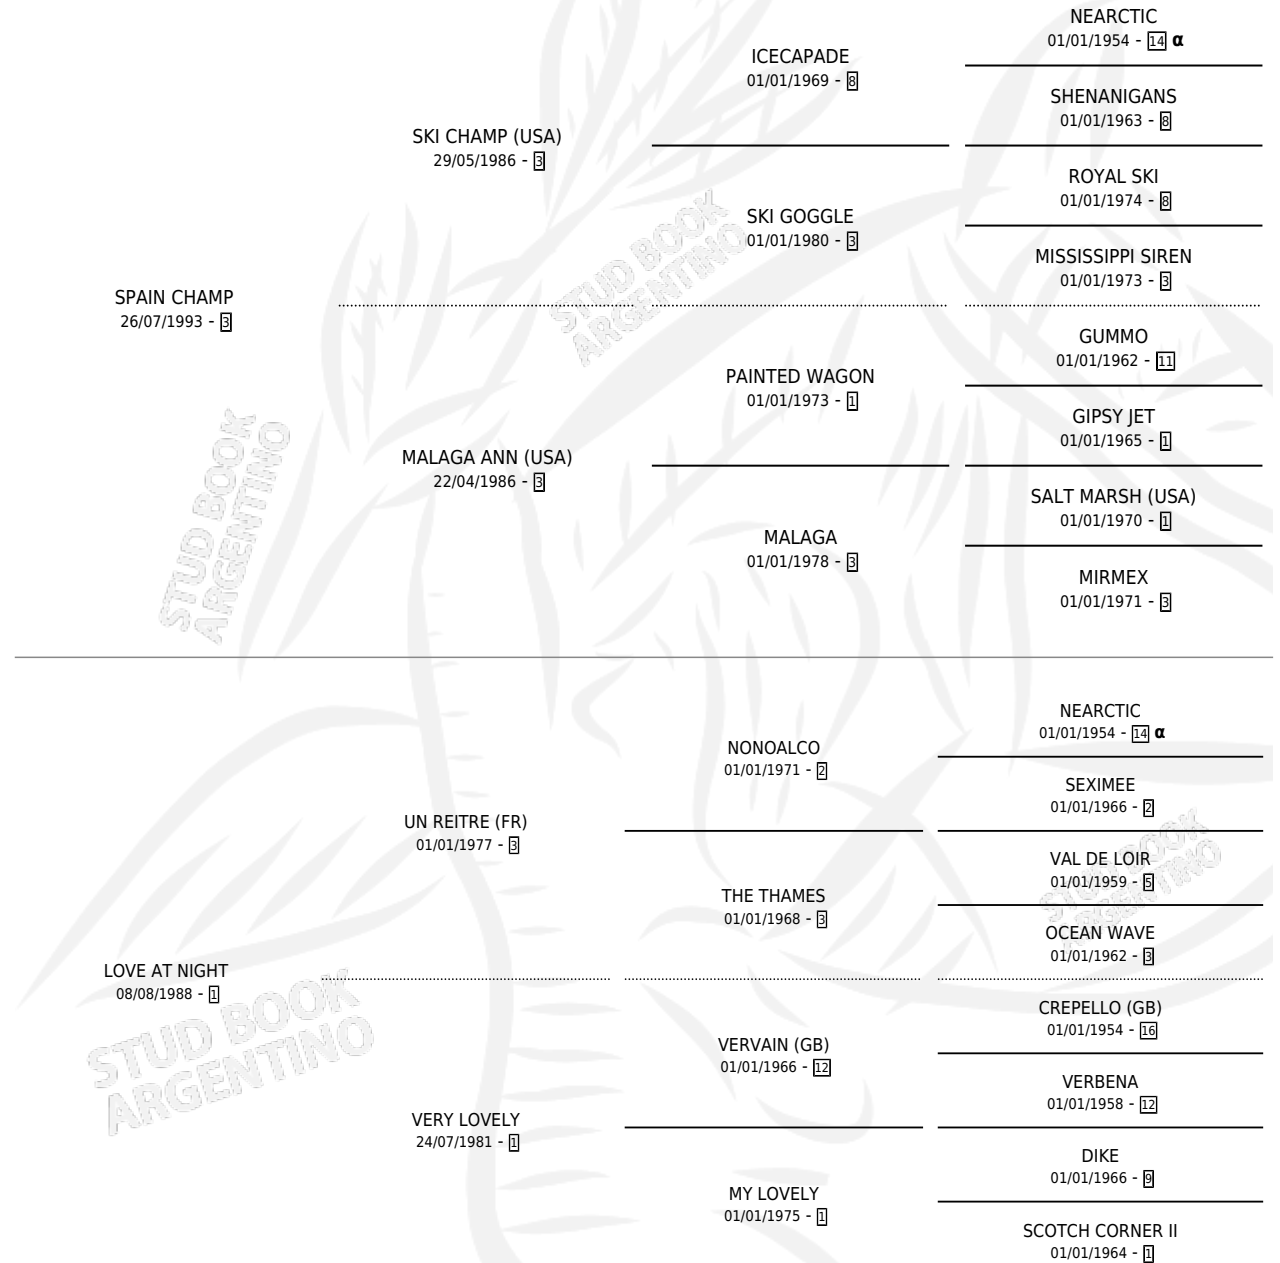 NEARCTIC
01/01/1954 - 14 α
ICECAPADE
01/01/1969 - 8
SHENANIGANS
01/01/1963 - 8
SKI CHAMP (USA)
29/05/1986 - 3
ROYAL SKI
01/01/1974 - 8
SKI GOGGLE
01/01/1980 - 3
MISSISSIPPI SIREN
01/01/1973 - 3
STUD BOOK
ARGENTINO
SPAIN CHAMP
26/07/1993 - 3
GUMMO
01/01/1962 - 11
PAINTED WAGON
01/01/1973 - 1
GIPSY JET
01/01/1965 - 1
MALAGA ANN (USA)
22/04/1986 - 3
SALT MARSH (USA)
01/01/1970 - 1
MALAGA
01/01/1978 - 3
MIRMEX
01/01/1971 - 3
STUD BOOK
ARGENTINO
NEARCTIC
01/01/1954 - 14 α
NONOALCO
01/01/1971 - 2
SEXIMEE
01/01/1966 - 2
UN REITRE (FR)
01/01/1977 - 3
VAL DE LOIR
01/01/1959 - 5
THE THAMES
01/01/1968 - 3
OCEAN WAVE
01/01/1962 - 3
STUD BOOK
ARGENTINO
LOVE AT NIGHT
08/08/1988 - 1
CREPELLO (GB)
01/01/1954 - 16
VERVAIN (GB)
01/01/1966 - 12
VERBENA
01/01/1958 - 12
STUD BOOK
ARGENTINO
VERY LOVELY
24/07/1981 - 1
DIKE
01/01/1966 - 9
MY LOVELY
01/01/1975 - 1
SCOTCH CORNER II
01/01/1964 - 1